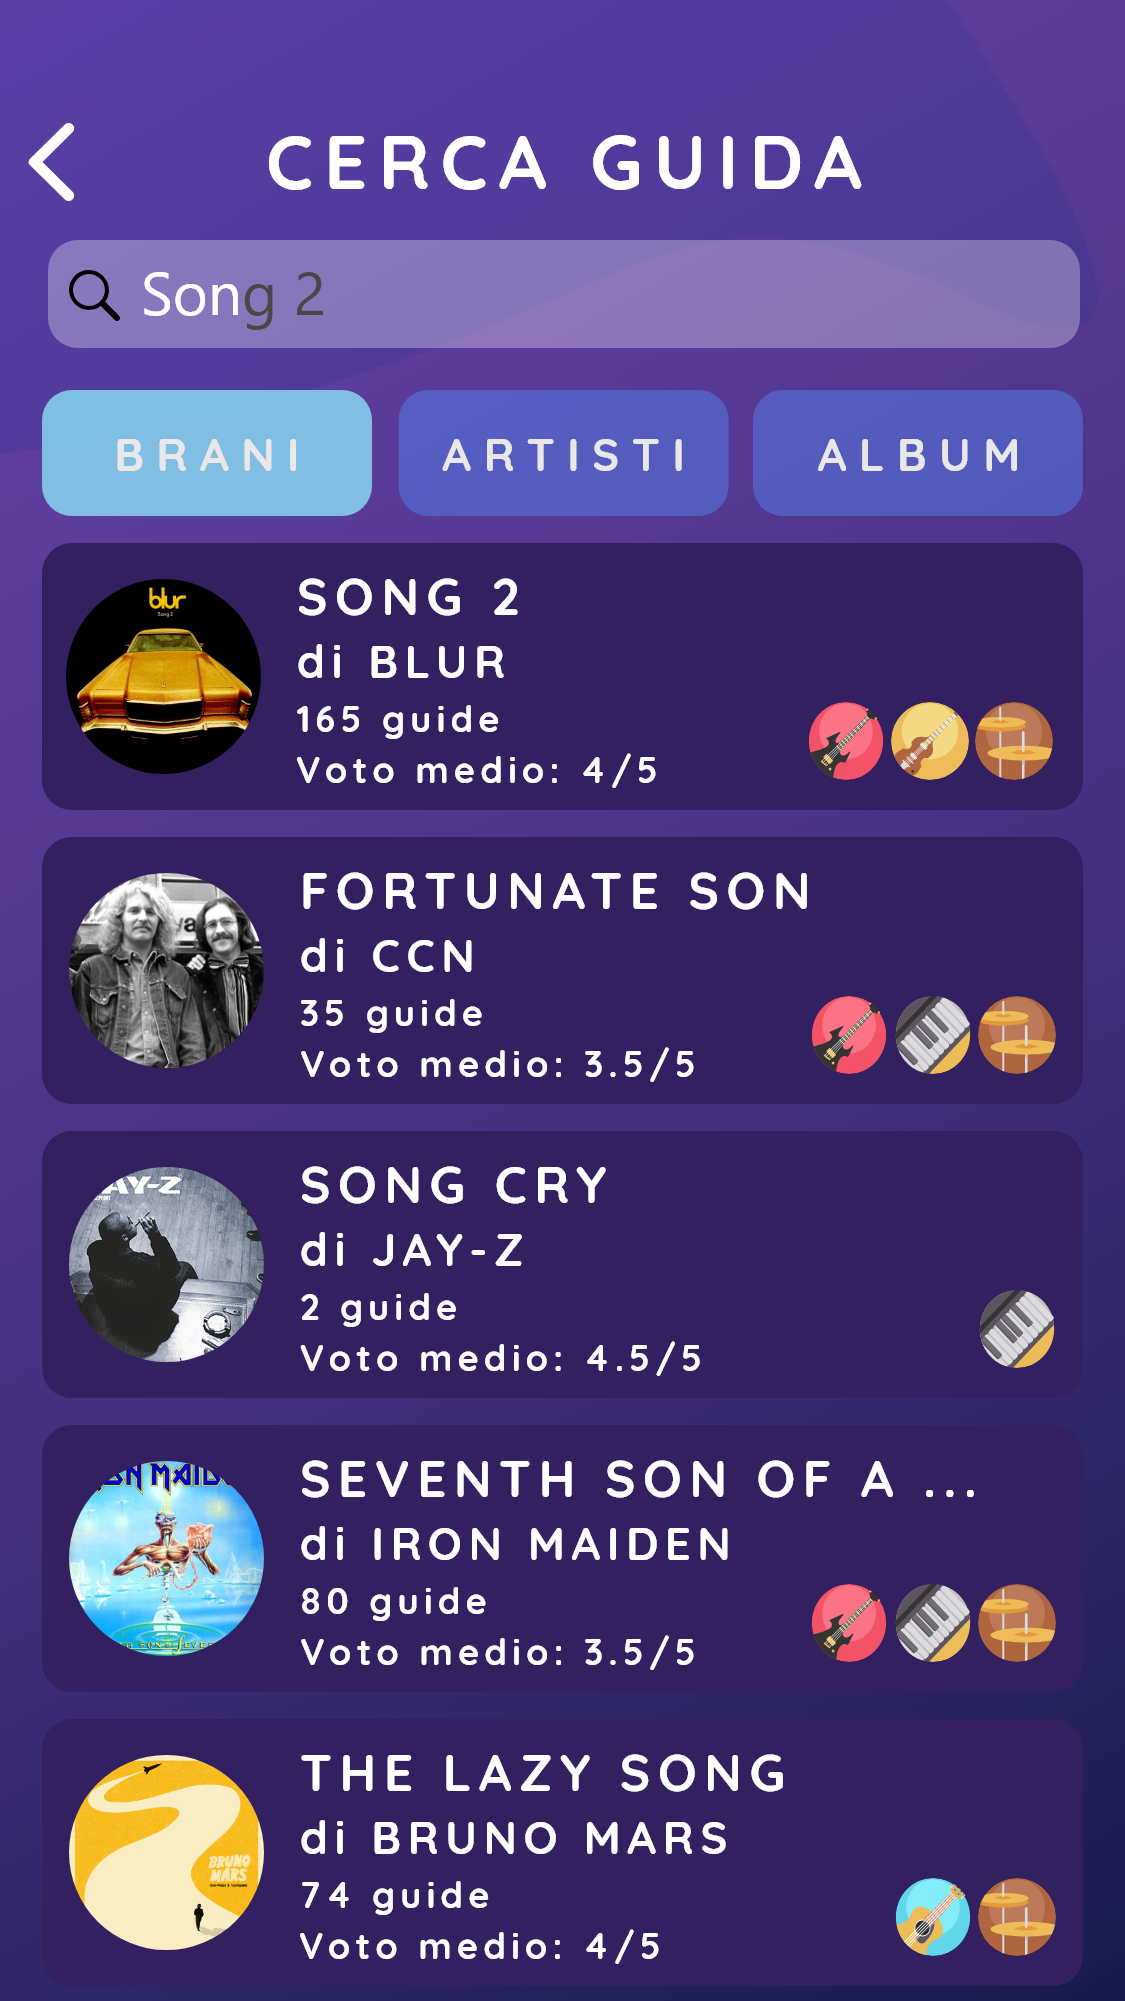 CERCA GUIDA
Song 2
BRANI
ARTISTI
ALBUM
blur
Song 2
SONG 2
di BLUR
165 guide
Voto medio: 4/5
FORTUNATE SON
di CCN
35 guide
Voto medio: 3.5/5
AY-Z
SONG CRY
di JAY-Z
2 guide
Voto medio: 4.5/5
SEVENTH SON OF A ...
di IRON MAIDEN
80 guide
Voto medio: 3.5/5
BRUNO
MARS
THE LAZY SONG
di BRUNO MARS
74 guide
Voto medio: 4/5